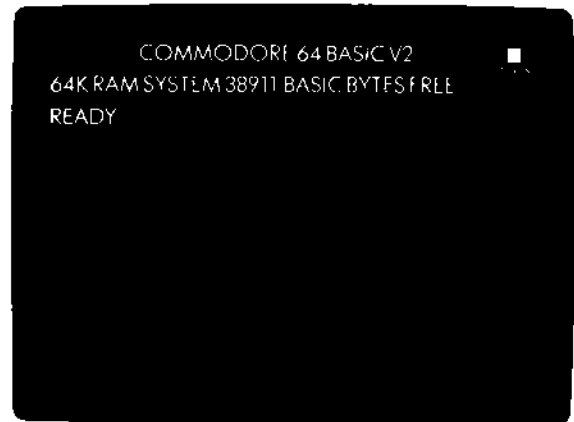 COMMODORE 64 BASIC V2
64K RAM SYSTEM 38911 BASIC BYTES FREE
READY